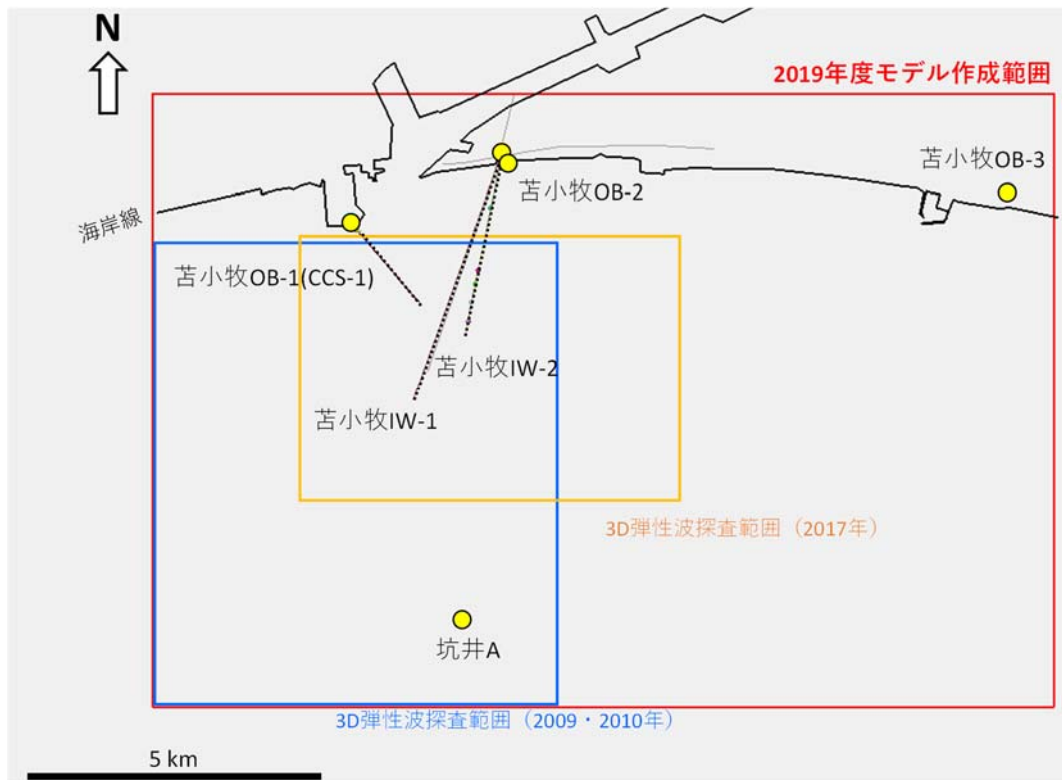 N
2019年度モデル作成範囲
苫小牧OB-3
苫小牧OB-2
海岸線
苫小牧OB-1(CCS-1)
苫小牧IW-2
苫小牧IW-1
3D弾性波探査範囲（2017年）
坑井A
3D弾性波探査範囲（2009・2010年）
5 km